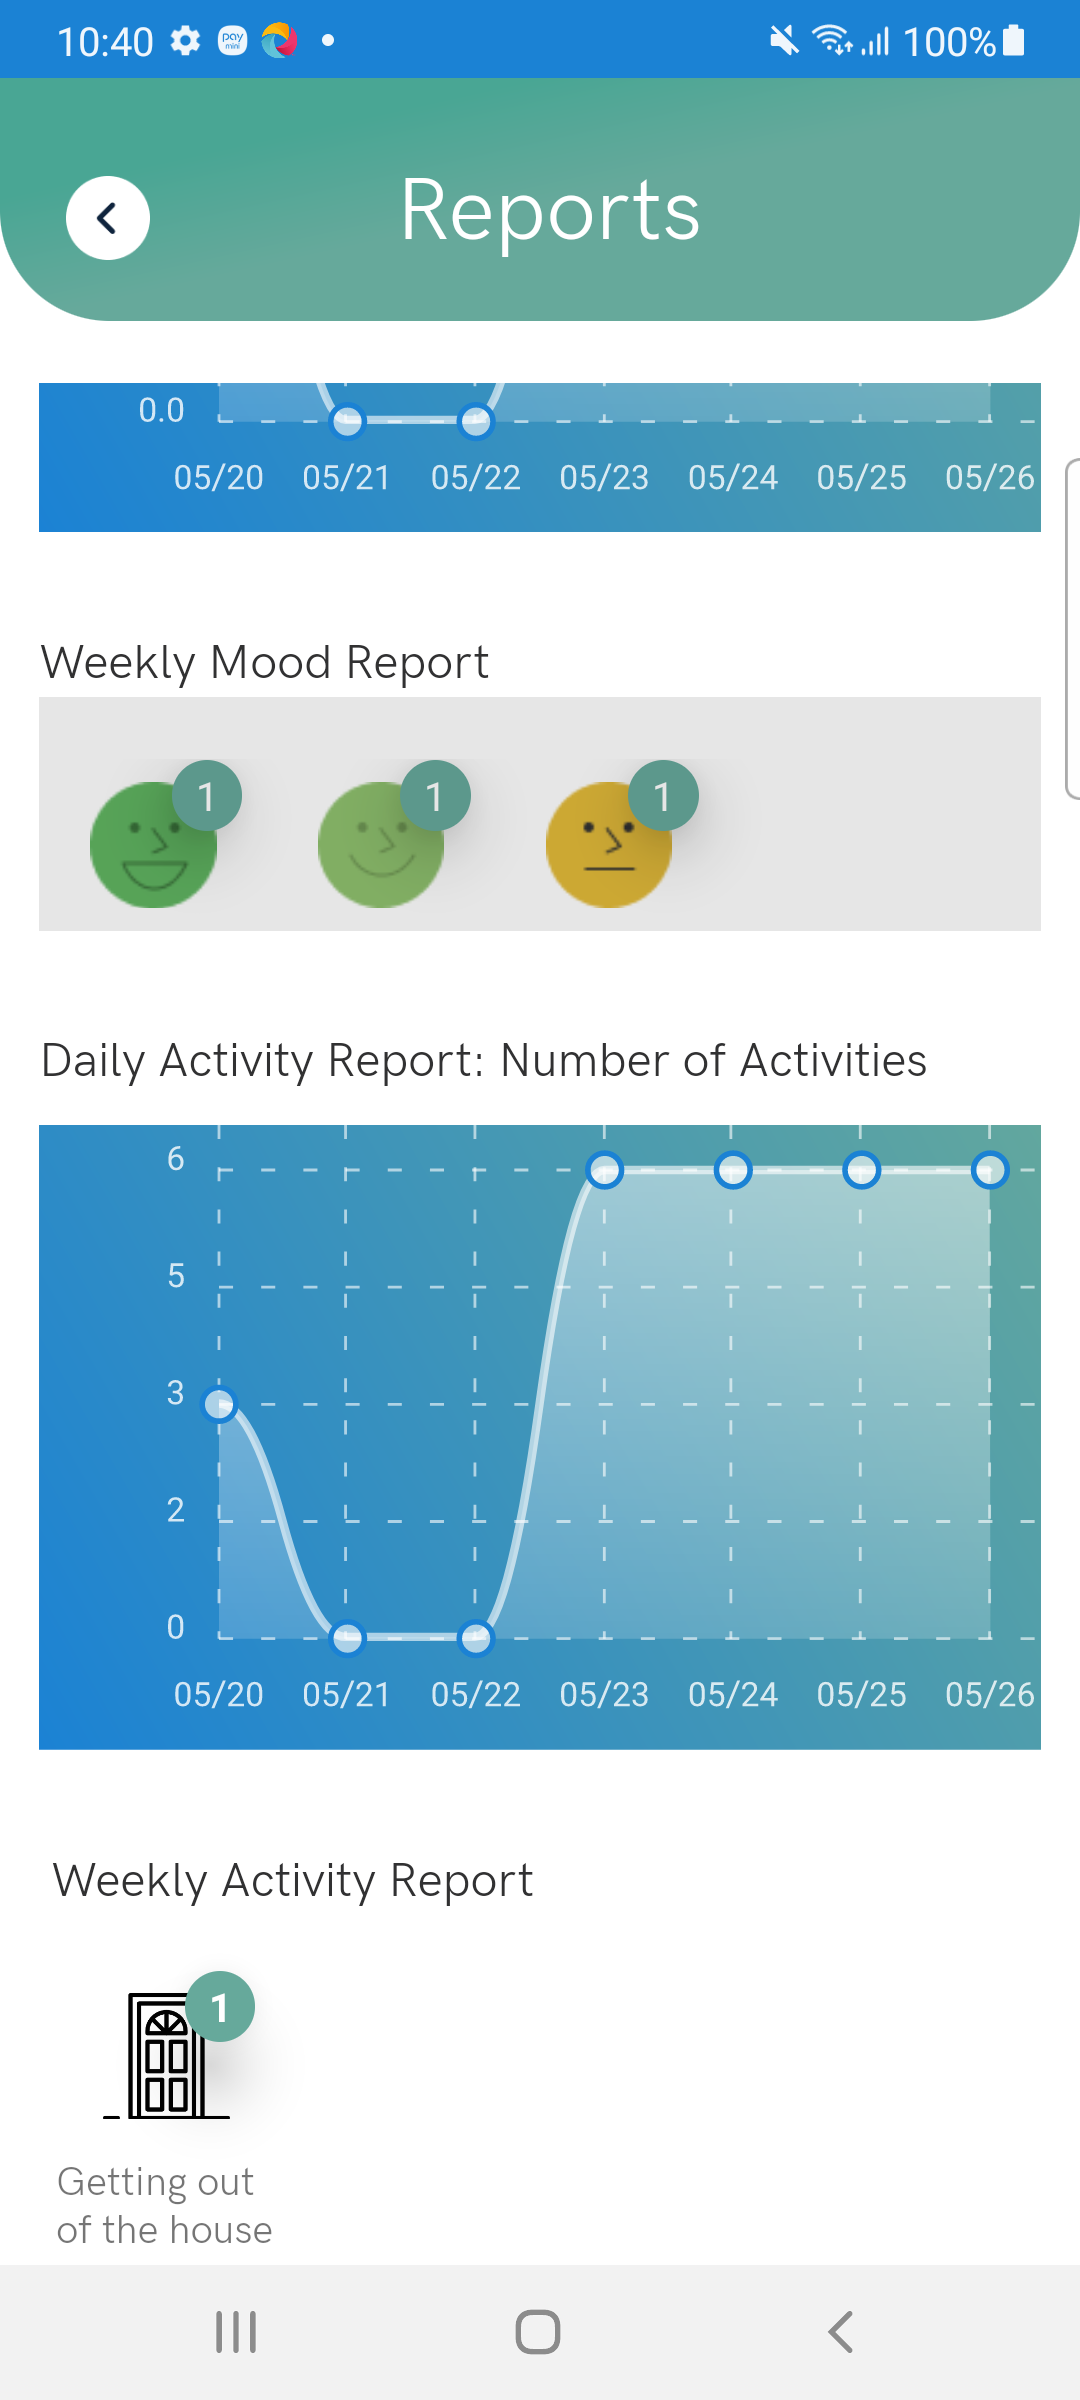 10:40 pay mini 100%
Reports
0.0
05/20 05/21 05/22 05/23 05/24 05/25 05/26
Weekly Mood Report
1 1 1
Daily Activity Report: Number of Activities
6
5
3
2
0
05/20 05/21 05/22 05/23 05/24 05/25 05/26
Weekly Activity Report
1
Getting out
of the house